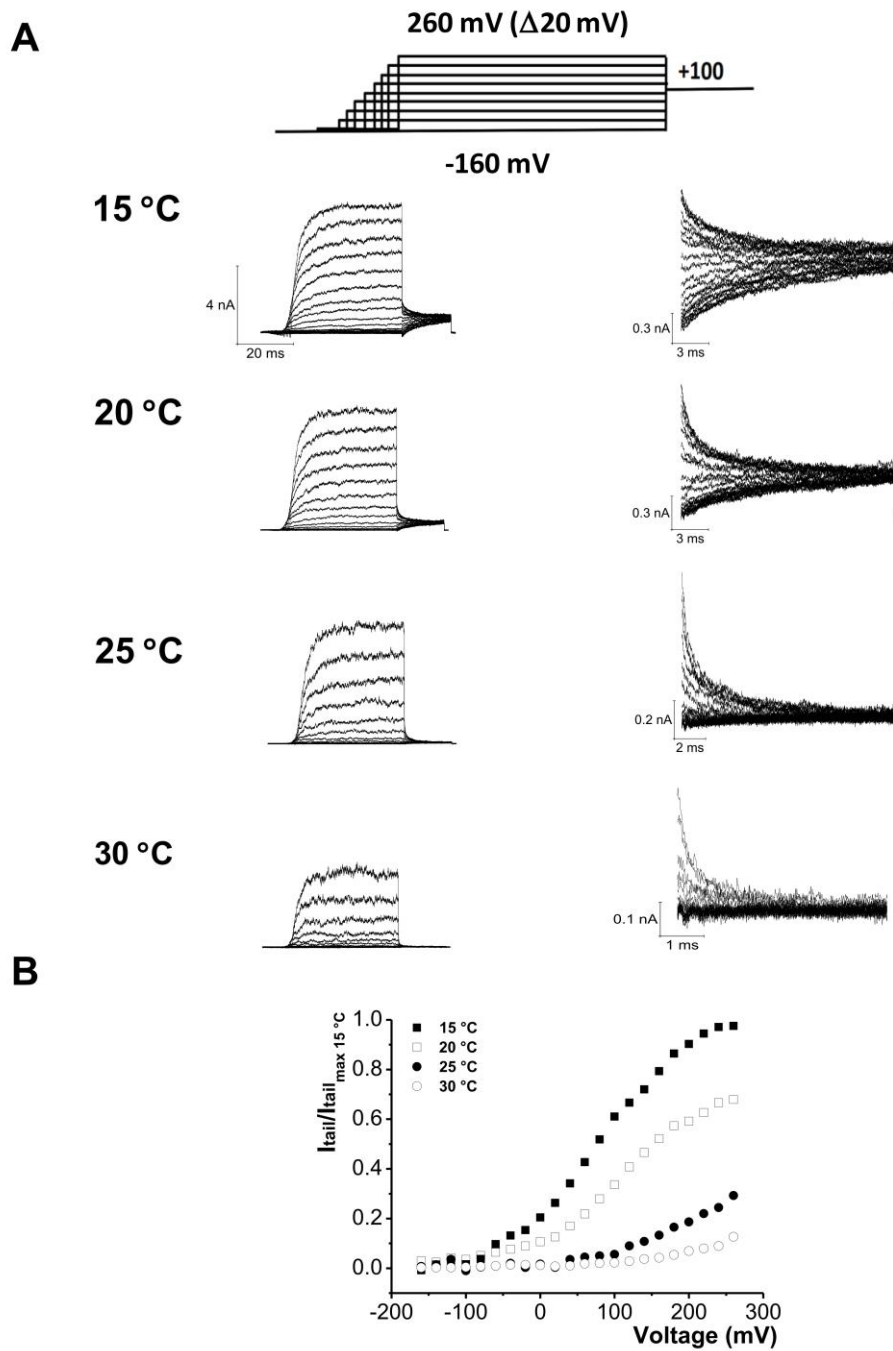 A
260 mV (Δ20 mV)
+100
-160 mV
15 °C
4 nA
20 ms
0.3 nA
3 ms
20 °C
0.3 nA
3 ms
25 °C
0.2 nA
2 ms
30 °C
0.1 nA
1 ms
B
Itail/Itail max 15 °C
1.0
0.8
0.6
0.4
0.2
0.0
15 °C
20 °C
25 °C
30 °C
-200 -100 0 100 200 300
Voltage (mV)